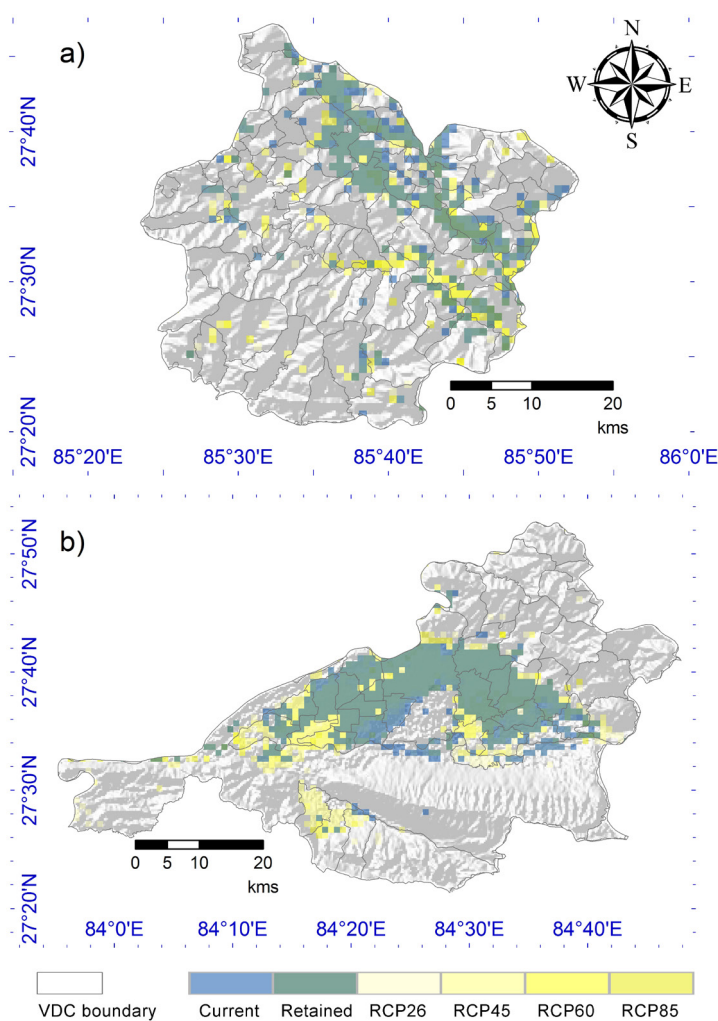 a)
N
W E
S
27°40'N
27°30'N
27°20'N
0 5 10 20
kms
85°20'E 85°30'E 85°40'E 85°50'E 86°0'E
b)
27°50'N
27°40'N
27°30'N
27°20'N
0 5 10 20
kms
84°0'E 84°10'E 84°20'E 84°30'E 84°40'E
VDC boundary Current Retained RCP26 RCP45 RCP60 RCP85